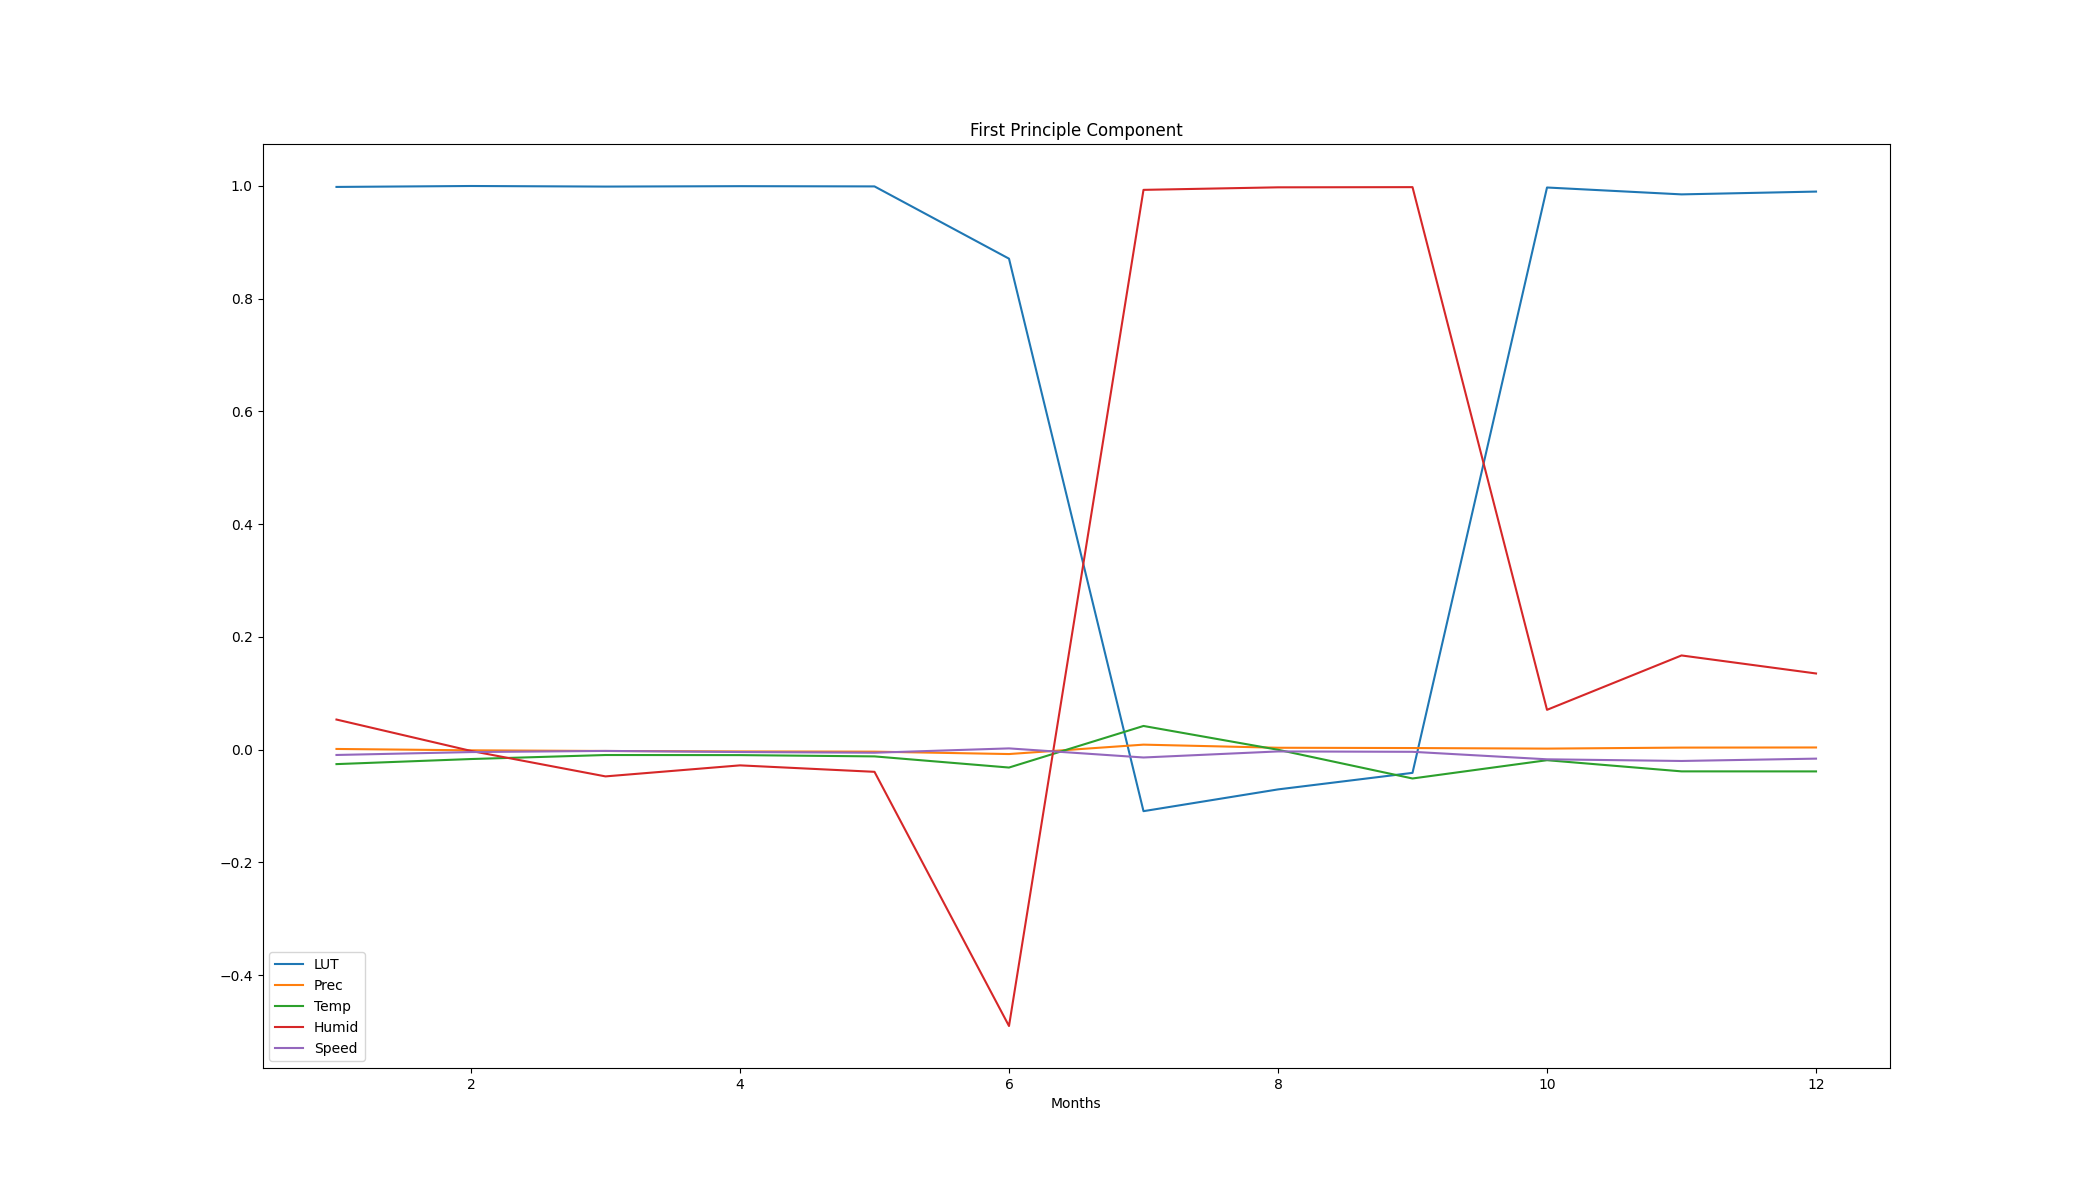 First Principle Component
1.0
0.8
0.6
0.4
0.2
0.0
−0.2
−0.4
LUT
Prec
Temp
Humid
Speed
2 4 6 8 10 12
Months